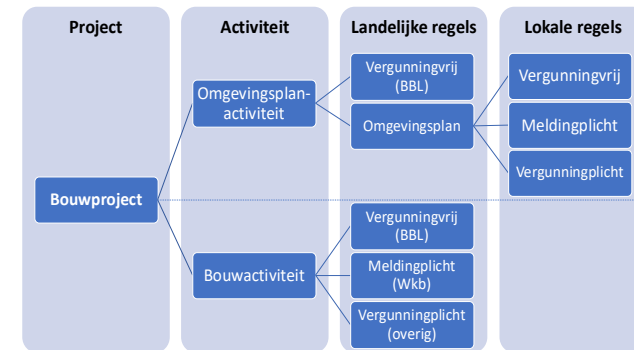 Project
Activiteit
Landelijke regels
Lokale regels
Bouwproject
Omgevingsplan-
activiteit
Bouwactiviteit
Vergunningvrij
(BBL)
Omgevingsplan
Vergunningvrij
(BBL)
Meldingplicht
(Wkb)
Vergunningplicht
(overig)
Vergunningvrij
Meldingplicht
Vergunningplicht